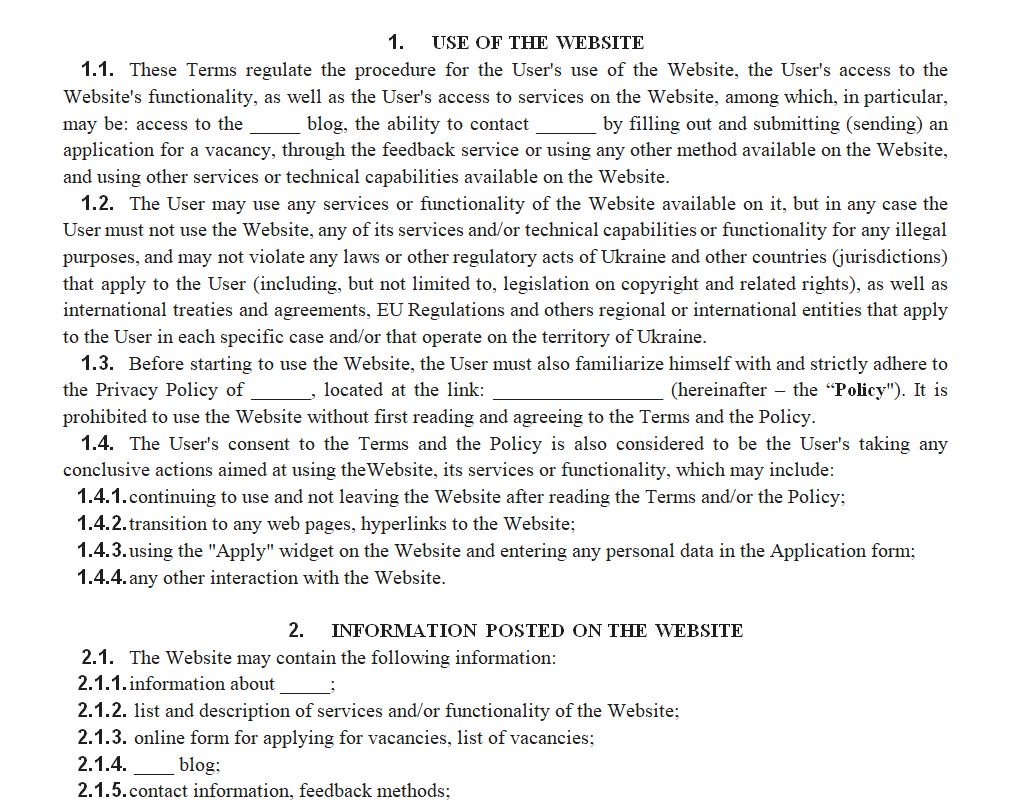 1. USE OF THE WEBSITE
1.1. These Terms regulate the procedure for the User's use of the Website, the User's access to the
Website's functionality, as well as the User's access to services on the Website, among which, in particular,
may be: access to the _____ blog, the ability to contact ______ by filling out and submitting (sending) an
application for a vacancy, through the feedback service or using any other method available on the Website,
and using other services or technical capabilities available on the Website.
1.2. The User may use any services or functionality of the Website available on it, but in any case the
User must not use the Website, any of its services and/or technical capabilities or functionality for any illegal
purposes, and may not violate any laws or other regulatory acts of Ukraine and other countries (jurisdictions)
that apply to the User (including, but not limited to, legislation on copyright and related rights), as well as
international treaties and agreements, EU Regulations and others regional or international entities that apply
to the User in each specific case and/or that operate on the territory of Ukraine.
1.3. Before starting to use the Website, the User must also familiarize himself with and strictly adhere to
the Privacy Policy of ______, located at the link: _________________ (hereinafter – the “Policy"). It is
prohibited to use the Website without first reading and agreeing to the Terms and the Policy.
1.4. The User's consent to the Terms and the Policy is also considered to be the User's taking any
conclusive actions aimed at using theWebsite, its services or functionality, which may include:
1.4.1. continuing to use and not leaving the Website after reading the Terms and/or the Policy;
1.4.2. transition to any web pages, hyperlinks to the Website;
1.4.3. using the "Apply" widget on the Website and entering any personal data in the Application form;
1.4.4. any other interaction with the Website.
2. INFORMATION POSTED ON THE WEBSITE
2.1. The Website may contain the following information:
2.1.1. information about _____;
2.1.2. list and description of services and/or functionality of the Website;
2.1.3. online form for applying for vacancies, list of vacancies;
2.1.4. ____ blog;
2.1.5. contact information, feedback methods;